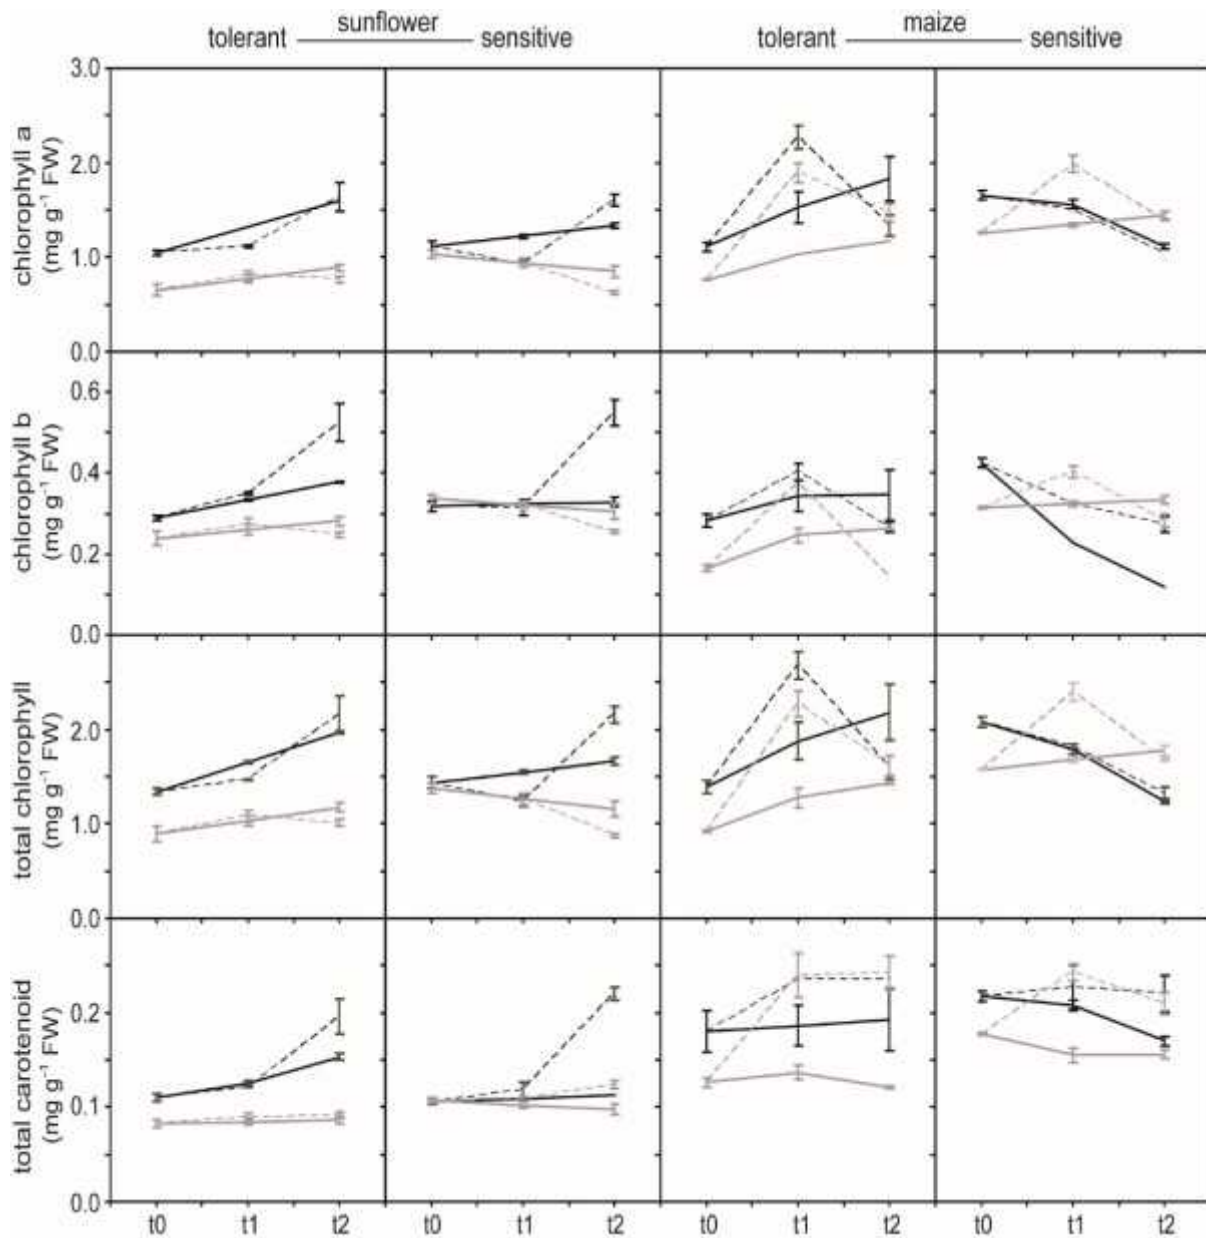 sunflower
maize
tolerant
sensitive
tolerant
sensitive
chlorophyll a
(mg g⁻¹ FW)
3.0
2.0
1.0
0.0
chlorophyll b
(mg g⁻¹ FW)
0.6
0.4
0.2
0.0
total chlorophyll
(mg g⁻¹ FW)
2.0
1.0
0.0
total carotenoid
(mg g⁻¹ FW)
0.2
0.1
0.0
t0 t1 t2 t0 t1 t2 t0 t1 t2 t0 t1 t2